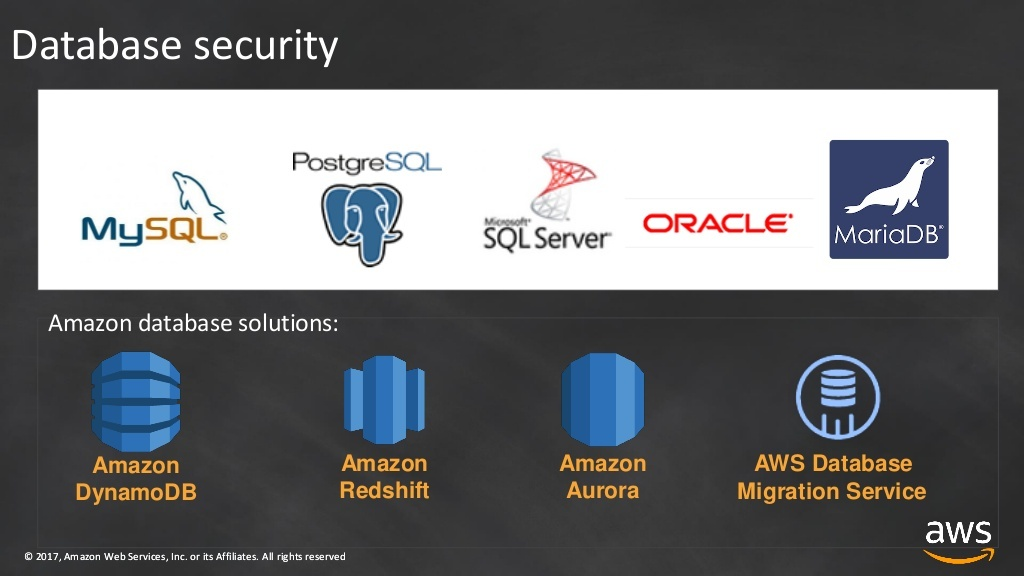 Database security
MySQL®
PostgreSQL
Microsoft®
SQL Server
ORACLE®
MariaDB®
Amazon database solutions:
Amazon
DynamoDB
Amazon
Redshift
Amazon
Aurora
AWS Database
Migration Service
aws
© 2017, Amazon Web Services, Inc. or its Affiliates. All rights reserved